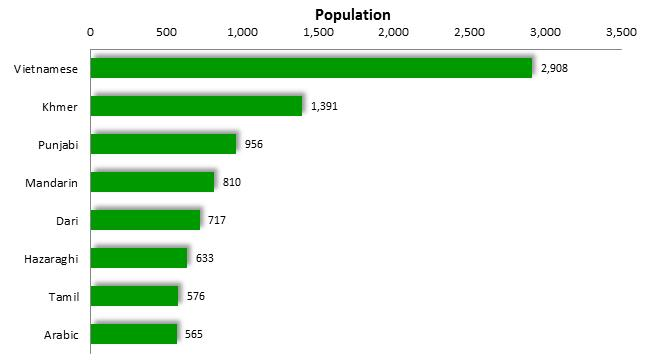 Population
0 500 1,000 1,500 2,000 2,500 3,000 3,500
Vietnamese 2,908
Khmer 1,391
Punjabi 956
Mandarin 810
Dari 717
Hazaraghi 633
Tamil 576
Arabic 565